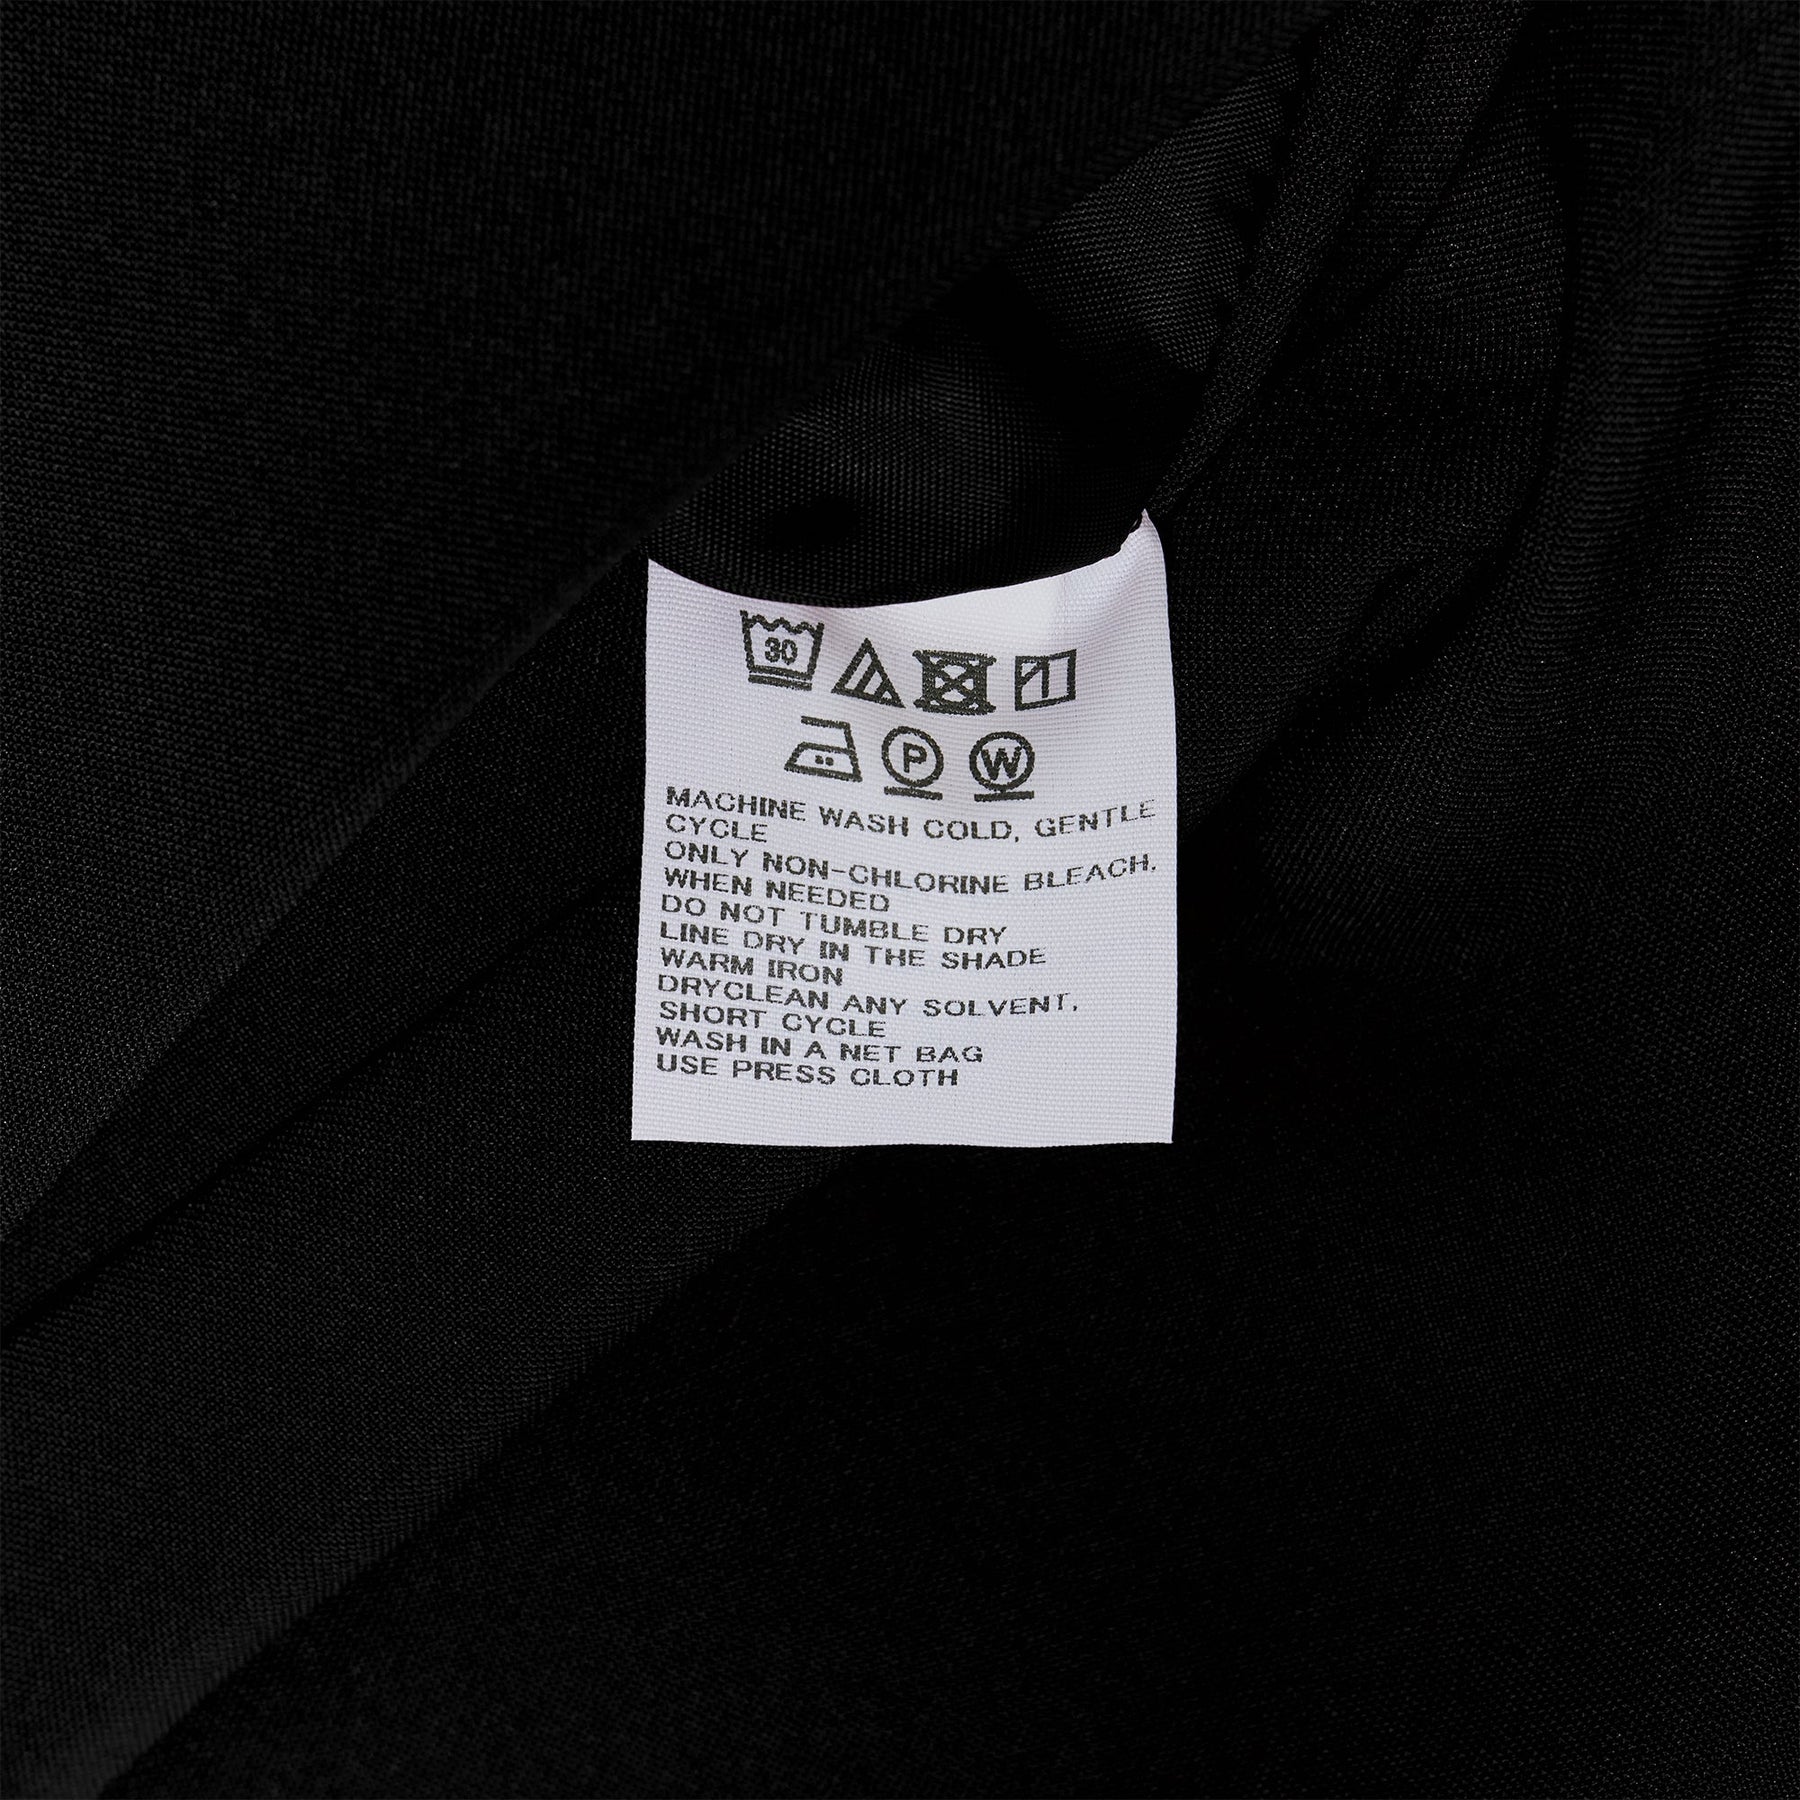 30
P W
MACHINE WASH COLD, GENTLE
CYCLE
ONLY NON-CHLORINE BLEACH,
WHEN NEEDED
DO NOT TUMBLE DRY
LINE DRY IN THE SHADE
WARM IRON
DRYCLEAN ANY SOLVENT,
SHORT CYCLE
WASH IN A NET BAG
USE PRESS CLOTH